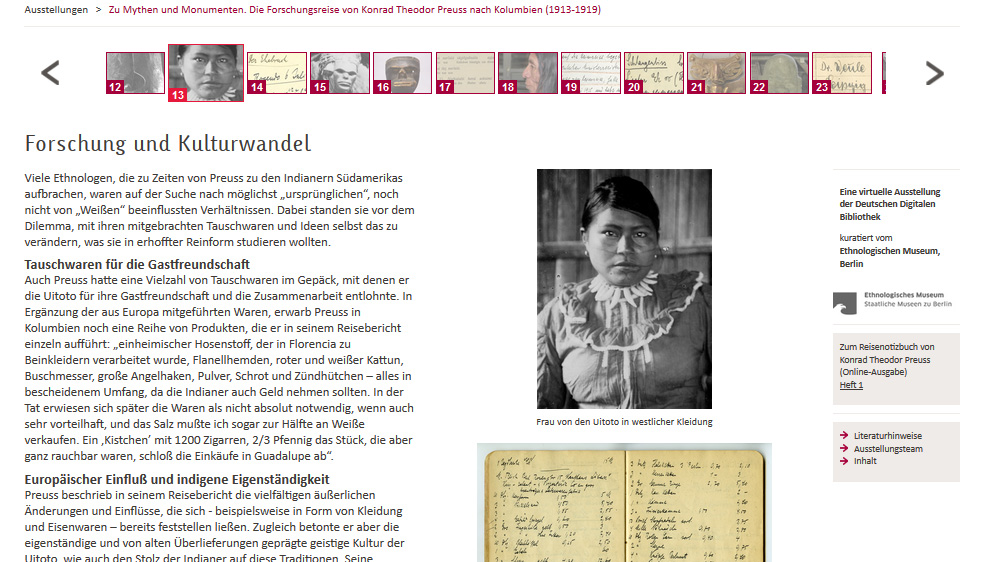 Ausstellungen > Zu Mythen und Monumenten. Die Forschungsreise von Konrad Theodor Preuss nach Kolumbien (1913-1919)
12
13
14
15
16
17
18
19
20
21
22
23
Forschung und Kulturwandel
Viele Ethnologen, die zu Zeiten von Preuss zu den Indianern Südamerikas
aufbrachen, waren auf der Suche nach möglichst „ursprünglichen“, noch
nicht von „Weißen“ beeinflussten Verhältnissen. Dabei standen sie vor dem
Dilemma, mit ihren mitgebrachten Tauschwaren und Ideen selbst das zu
verändern, was sie in erhoffter Reinform studieren wollten.
Tauschwaren für die Gastfreundschaft
Auch Preuss hatte eine Vielzahl von Tauschwaren im Gepäck, mit denen er
die Uitoto für ihre Gastfreundschaft und die Zusammenarbeit entlohnte. In
Ergänzung der aus Europa mitgeführten Waren, erwarb Preuss in
Kolumbien noch eine Reihe von Produkten, die er in seinem Reisebericht
einzeln aufführt: „einheimischer Hosenstoff, der in Florencia zu
Beinkleidern verarbeitet wurde, Flanellhemden, roter und weißer Kattun,
Buschmesser, große Angelhaken, Pulver, Schrot und Zündhütchen – alles in
bescheidenem Umfang, da die Indianer auch Geld nehmen sollten. In der
Tat erwiesen sich später die Waren als nicht absolut notwendig, wenn auch
sehr vorteilhaft, und das Salz mußte ich sogar zur Hälfte an Weiße
verkaufen. Ein ‚Kistchen’ mit 1200 Zigarren, 2/3 Pfennig das Stück, die aber
ganz rauchbar waren, schloß die Einkäufe in Guadalupe ab“.
Europäischer Einfluß und indigene Eigenständigkeit
Preuss beschrieb in seinem Reisebericht die vielfältigen äußerlichen
Änderungen und Einflüsse, die sich - beispielsweise in Form von Kleidung
und Eisenwaren – bereits feststellen ließen. Zugleich betonte er aber die
eigenständige und von alten Überlieferungen geprägte geistige Kultur der
Uitoto, wie auch den Stolz der Indianer auf diese Traditionen. Seine
Frau von den Uitoto in westlicher Kleidung
Eine virtuelle Ausstellung
der Deutschen Digitalen
Bibliothek
kuratiert vom
Ethnologischen Museum,
Berlin
Ethnologisches Museum
Staatliche Museen zu Berlin
Zum Reisenotizbuch von
Konrad Theodor Preuss
(Online-Ausgabe)
Heft 1
Literaturhinweise
Ausstellungsteam
Inhalt